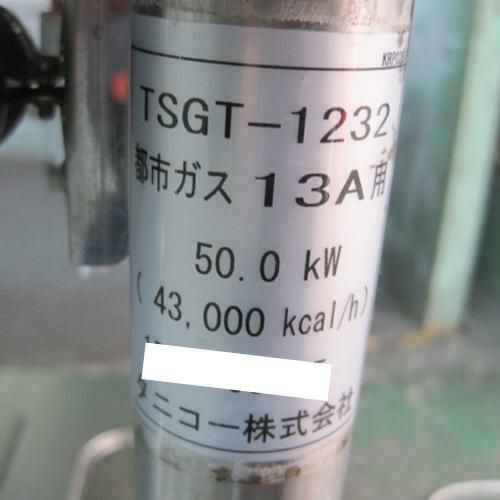 TSGT-1232
都市ガス 13A用
50.0 kW
( 43,000 kcal/h)
タニコー株式会社